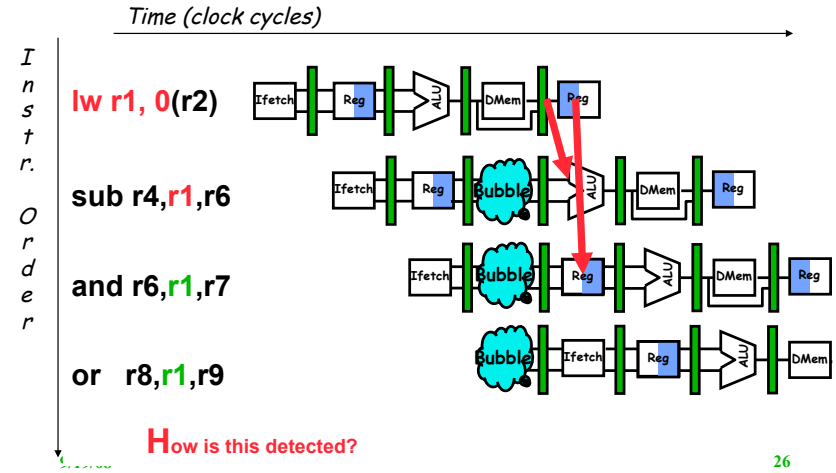 Time (clock cycles)
Instr. Order
lw r1, 0(r2)
Ifetch Reg ALU DMem Reg
sub r4,r1,r6
Ifetch Reg Bubble ALU DMem Reg
and r6,r1,r7
Ifetch Bubble Reg ALU DMem Reg
or r8,r1,r9
Bubble Ifetch Reg ALU DMem
How is this detected?
26